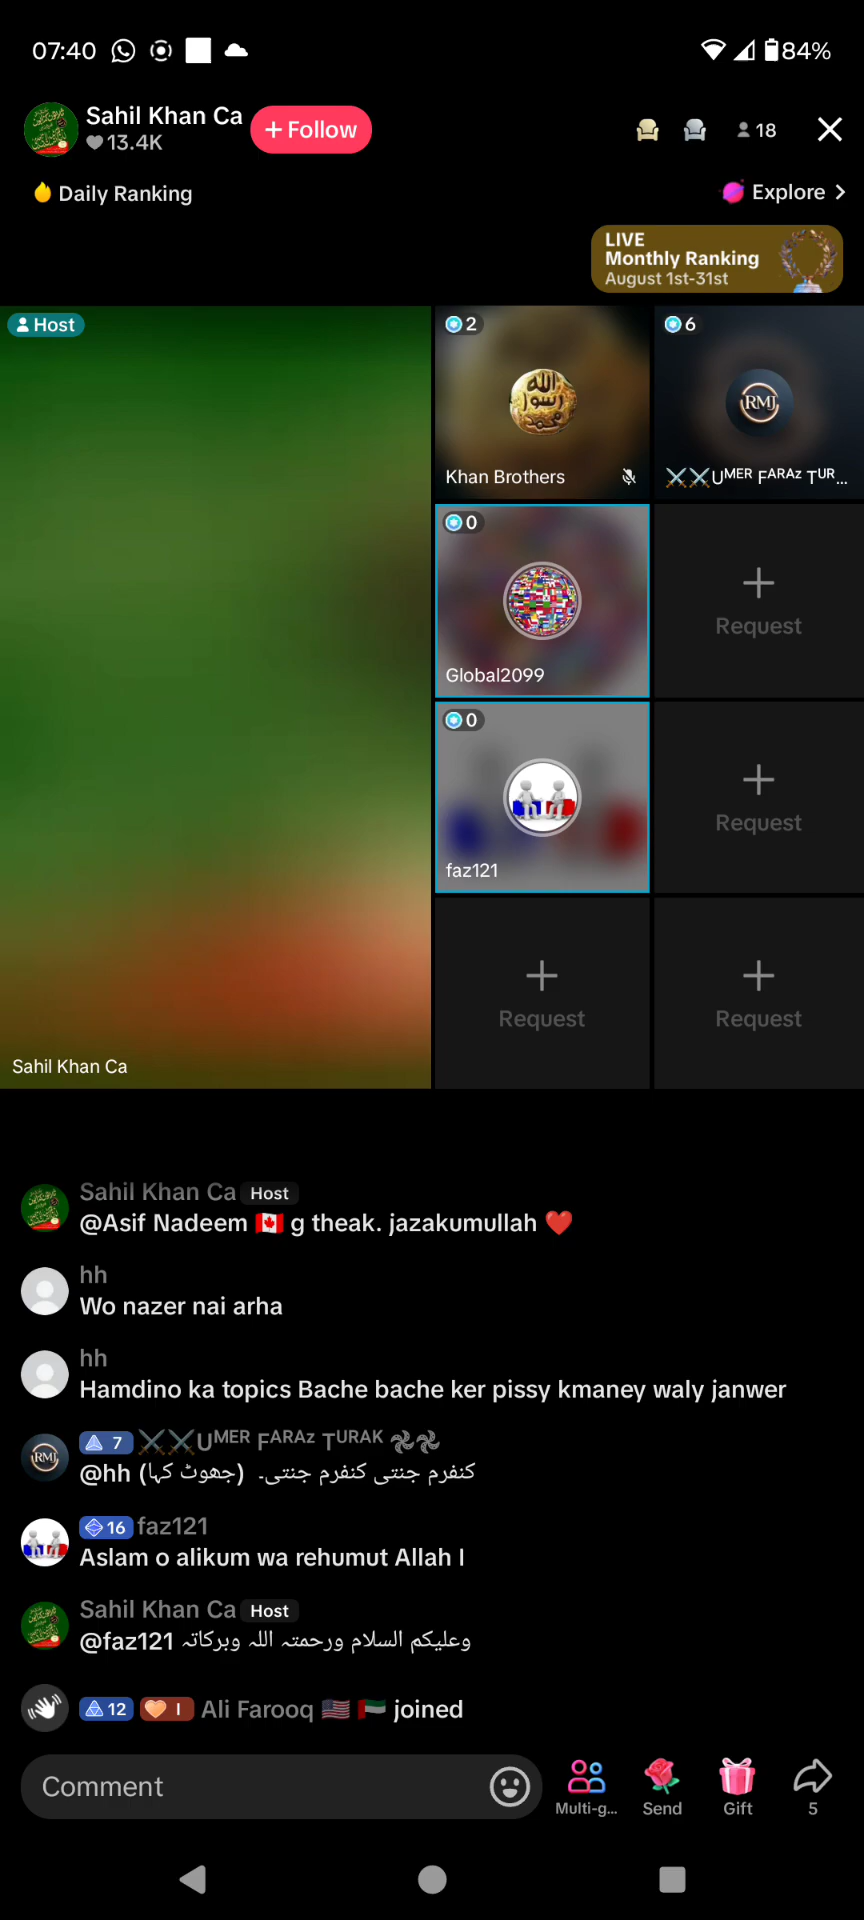 07:40
84%
Sahil Khan Ca
13.4K
+ Follow
18
Daily Ranking
Explore >
LIVE
Monthly Ranking
August 1st-31st
Host
2
6
الله
رسول
محمد
RMJ
Khan Brothers
⚔️⚔️Uᴹᴱᴿ Fᴬᴿᴬᶻ Tᵁᴿ...
0
Global2099
Request
0
faz121
Request
Request
Request
Sahil Khan Ca
Sahil Khan Ca Host
@Asif Nadeem 🇨🇦 g theak. jazakumullah ❤️
hh
Wo nazer nai arha
hh
Hamdino ka topics Bache bache ker pissy kmaney waly janwer
7 ⚔️⚔️Uᴹᴱᴿ Fᴬᴿᴬᶻ Tᵁᴿᴬᴷ
@hh کنفرم جنتی کنفرم جنتی۔ (جھوٹ کہا)
16 faz121
Aslam o alikum wa rehumut Allah I
Sahil Khan Ca Host
@faz121 وعلیکم السلام ورحمتہ اللہ وبرکاتہ
12 I Ali Farooq 🇺🇸 🇦🇪 joined
Comment
Multi-g...
Send
Gift
5